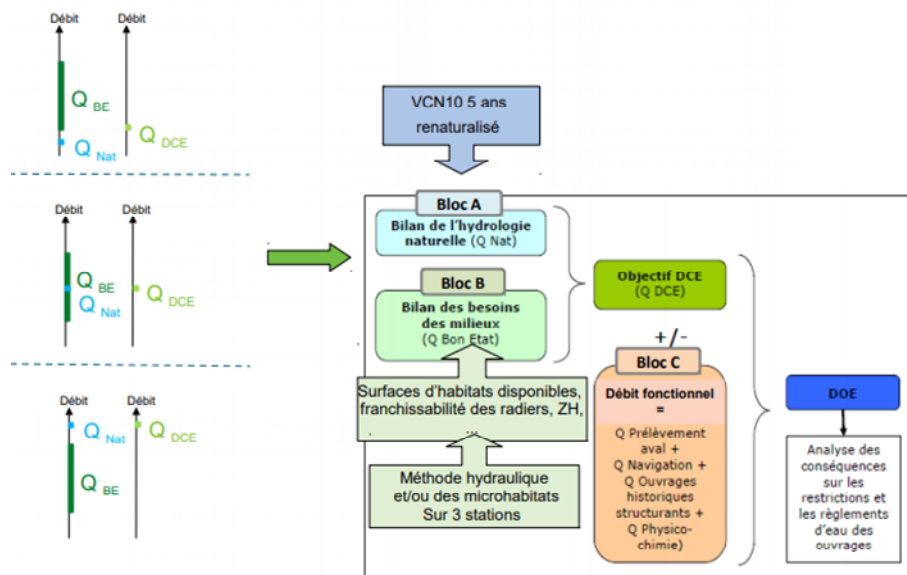 Débit
Débit
Q BE
Q Nat
Q DCE
Débit
Débit
Q BE
Q Nat
Q DCE
Débit
Débit
Q Nat
Q DCE
Q BE
VCN10 5 ans
renaturalisé
Bloc A
Bilan de l'hydrologie
naturelle (Q Nat)
Bloc B
Bilan des besoins
des milieux
(Q Bon Etat)
Surfaces d'habitats disponibles,
franchissabilité des radiers, ZH,
...
Méthode hydraulique
et/ou des microhabitats
Sur 3 stations
Objectif DCE
(Q DCE)
+/-
Bloc C
Débit fonctionnel
=
Q Prélèvement
aval +
Q Navigation +
Q Ouvrages
historiques
structurants +
Q Physico-
chimie)
DOE
Analyse des
conséquences
sur les
restrictions et
les règlements
d'eau des
ouvrages